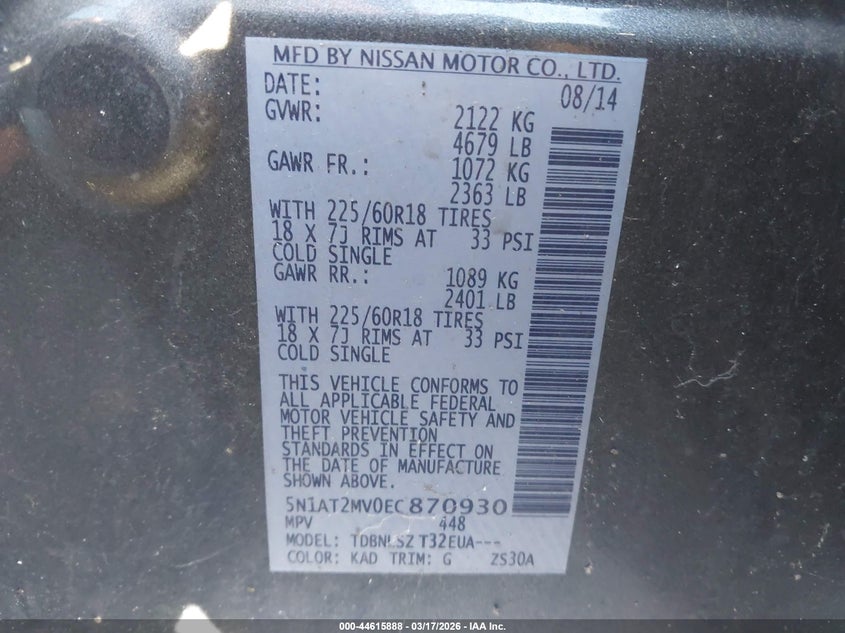 MFD BY NISSAN MOTOR CO., LTD.
DATE: 08/14
GVWR: 2122 KG
4679 LB
GAWR FR.: 1072 KG
2363 LB
WITH 225/60R18 TIRES
18 X 7J RIMS AT 33 PSI
COLD SINGLE
GAWR RR.: 1089 KG
2401 LB
WITH 225/60R18 TIRES
18 X 7J RIMS AT 33 PSI
COLD SINGLE
THIS VEHICLE CONFORMS TO
ALL APPLICABLE FEDERAL
MOTOR VEHICLE SAFETY AND
THEFT PREVENTION
STANDARDS IN EFFECT ON
THE DATE OF MANUFACTURE
SHOWN ABOVE.
5N1AT2MV0EC870930
MPV 448
MODEL: TDBNLSZ T32EUA---
COLOR: KAD TRIM: G ZS30A
000-44615888 - 03/17/2026 - IAA Inc.